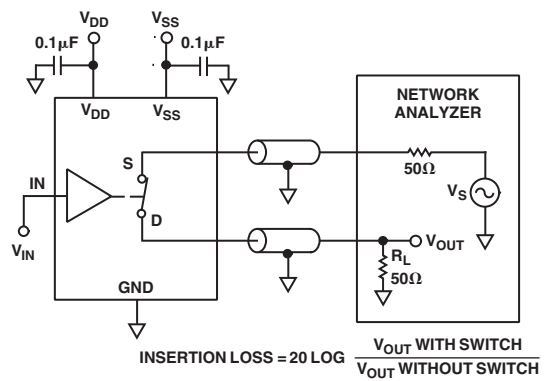 VDD
VSS
0.1µF
0.1µF
VDD
VSS
NETWORK
ANALYZER
S
50Ω
VS
IN
D
VOUT
VIN
RL
50Ω
GND
INSERTION LOSS = 20 LOG VOUT WITH SWITCH
VOUT WITHOUT SWITCH